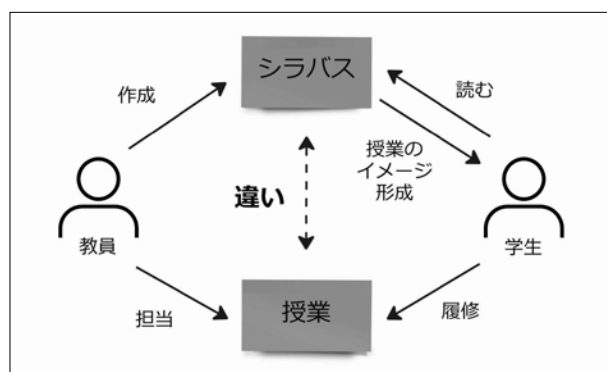 シラバス
作成
読む
授業の
イメージ
形成
違い
教員
学生
担当
授業
履修